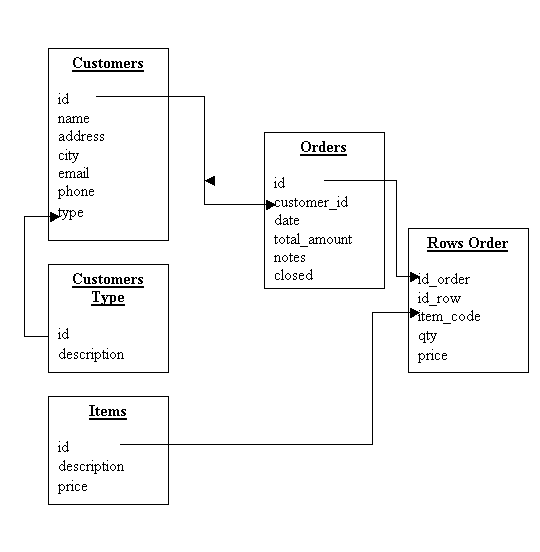 Customers
id
name
address
city
email
phone
type
Customers
Type
id
description
Items
id
description
price
Orders
id
customer_id
date
total_amount
notes
closed
Rows Order
id_order
id_row
item_code
qty
price